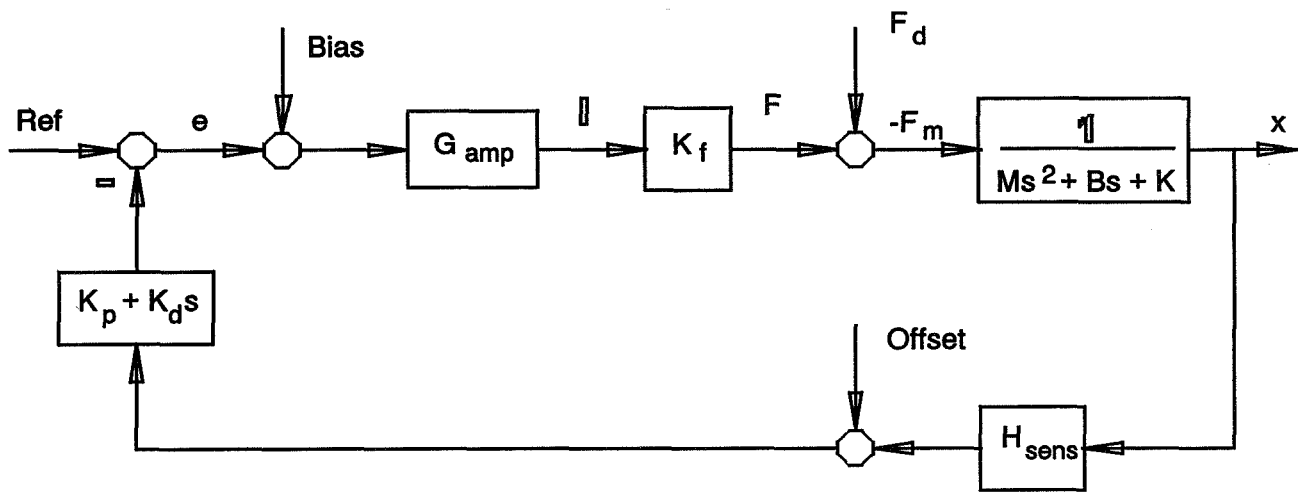 Bias
F d
Ref
e
G amp
I
K f
F
-F m
1
Ms 2 + Bs + K
x
-
K p + K d s
Offset
H sens